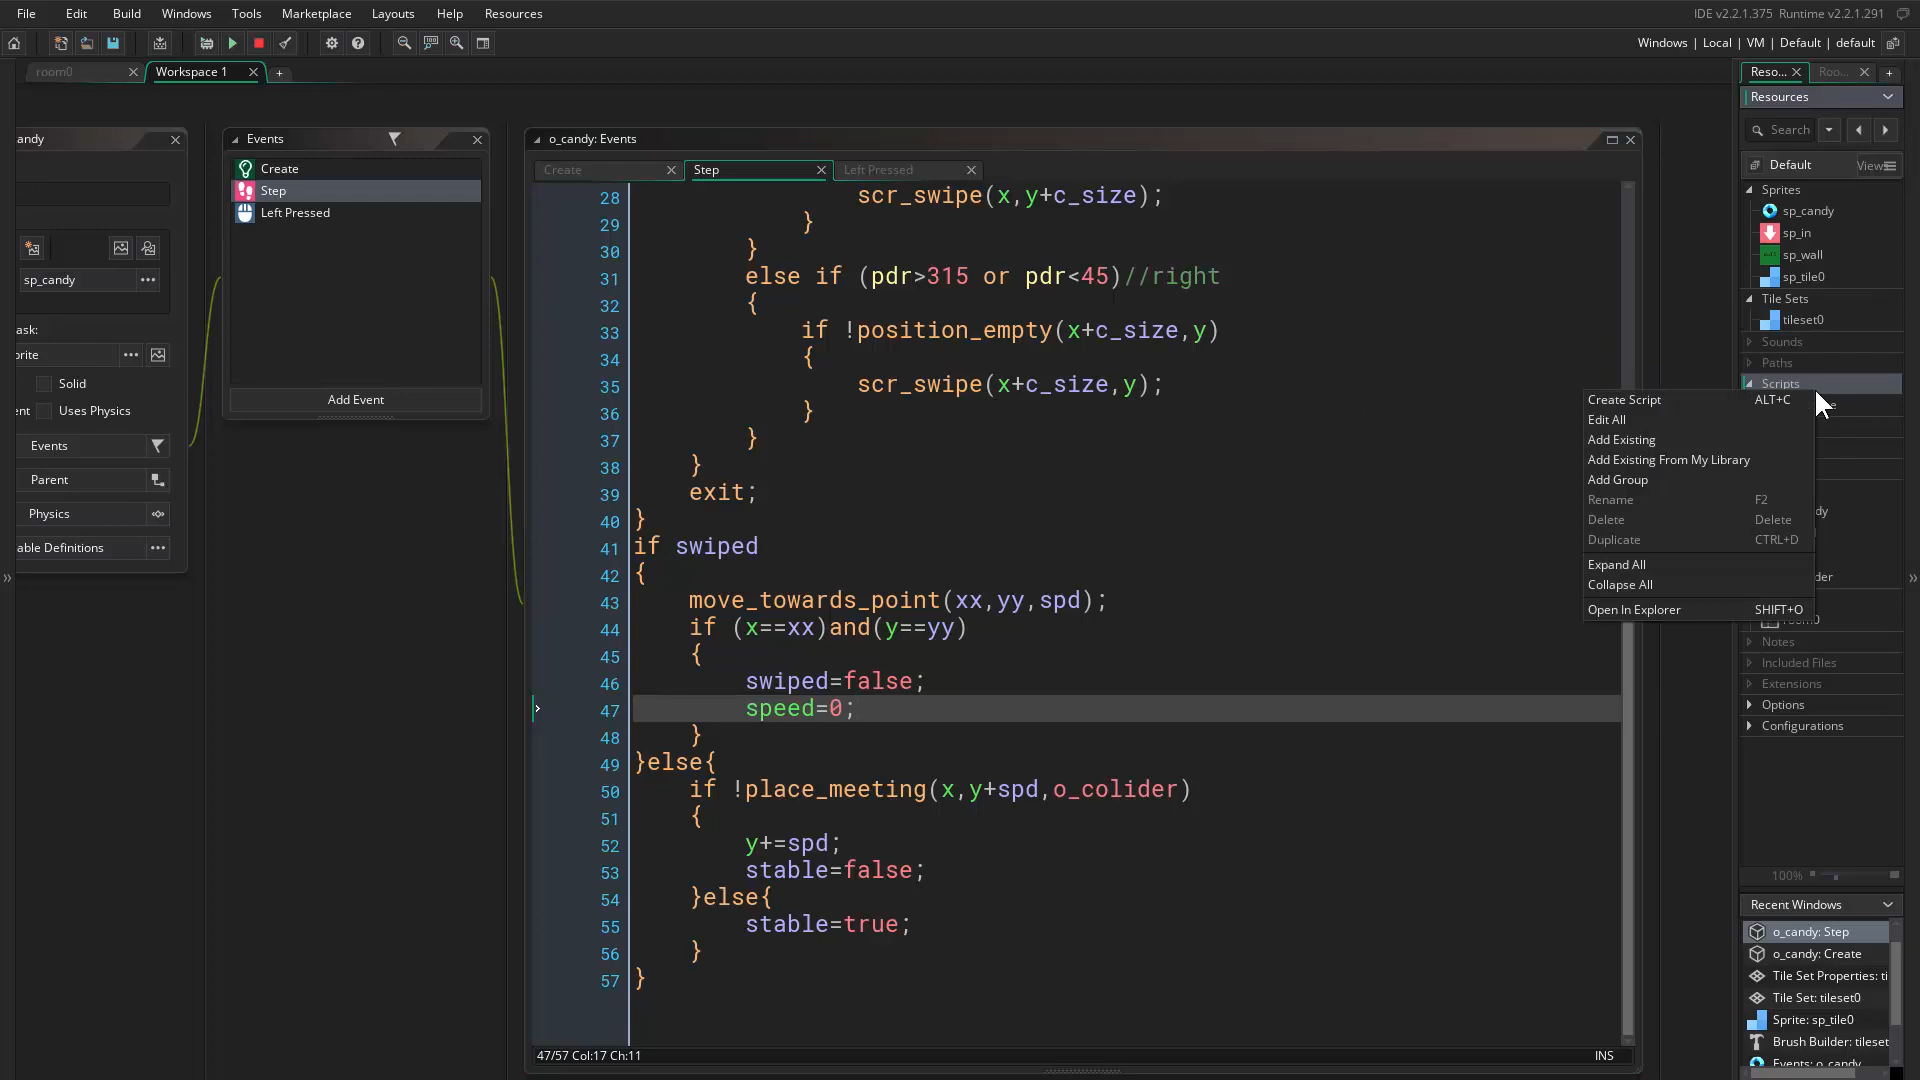 File Edit Build Windows Tools Marketplace Layouts Help Resources
IDE v2.2.1.375 Runtime v2.2.1.291
Windows | Local | VM | Default | default
room0
Workspace 1
Reso...
Roo...
Resources
Search
Default
View
andy
sp_candy
ask:
rite
Solid
ent
Uses Physics
Events
Parent
Physics
able Definitions
Events
Create
Step
Left Pressed
Add Event
o_candy: Events
Create
Step
Left Pressed
28 scr_swipe(x,y+c_size);
29 }
30 }
31 else if (pdr>315 or pdr<45)//right
32 {
33 if !position_empty(x+c_size,y)
34 {
35 scr_swipe(x+c_size,y);
36 }
37 }
38 }
39 exit;
40 }
41 if swiped
42 {
43 move_towards_point(xx,yy,spd);
44 if (x==xx)and(y==yy)
45 {
46 swiped=false;
47 speed=0;
48 }
49 }else{
50 if !place_meeting(x,y+spd,o_colider)
51 {
52 y+=spd;
53 stable=false;
54 }else{
55 stable=true;
56 }
57 }
47/57 Col:17 Ch:11
INS
Sprites
sp_candy
sp_in
sp_wall
sp_tile0
Tile Sets
tileset0
Sounds
Paths
Scripts
Create Script ALT+C
Edit All
Add Existing
Add Existing From My Library
Add Group
Rename F2
Delete Delete
Duplicate CTRL+D
Expand All
Collapse All
Open In Explorer SHIFT+O
dy
der
Notes
Included Files
Extensions
Options
Configurations
100%
Recent Windows
o_candy: Step
o_candy: Create
Tile Set Properties: ti
Tile Set: tileset0
Sprite: sp_tile0
Brush Builder: tileset
Events: o_candy